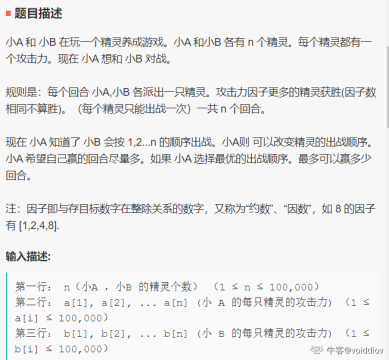 题目描述
小A 和 小B 在玩一个精灵养成游戏。小A 和小B 各有 n 个精灵。每个精灵都有一
个攻击力。现在 小A 想和 小B 对战。
规则是：每个回合 小A,小B 各派出一只精灵。攻击力因子更多的精灵获胜(因子数
相同不算胜)。（每个精灵只能出战一次）一共 n 个回合。
现在 小A 知道了 小B 会按 1,2...n 的顺序出战。小A则 可以改变精灵的出战顺序。
小A 希望自己赢的回合尽量多。如果 小A 选择最优的出战顺序。最多可以赢多少
回合。
注：因子即与存目标数字在整除关系的数字，又称为“约数”、“因数”，如 8 的因子
有 [1,2,4,8].
输入描述:
第一行： n（小A ，小B 的精灵个数） （1 ≤ n ≤ 100,000）
第二行： a[1], a[2], ... a[n] (小 A 的每只精灵的攻击力) （1 ≤
a[i] ≤ 100,000）
第三行： b[1], b[2], ... b[n] (小 B 的每只精灵的攻击力) （1 ≤
b[i] ≤ 100,000）
牛客@voiddiov